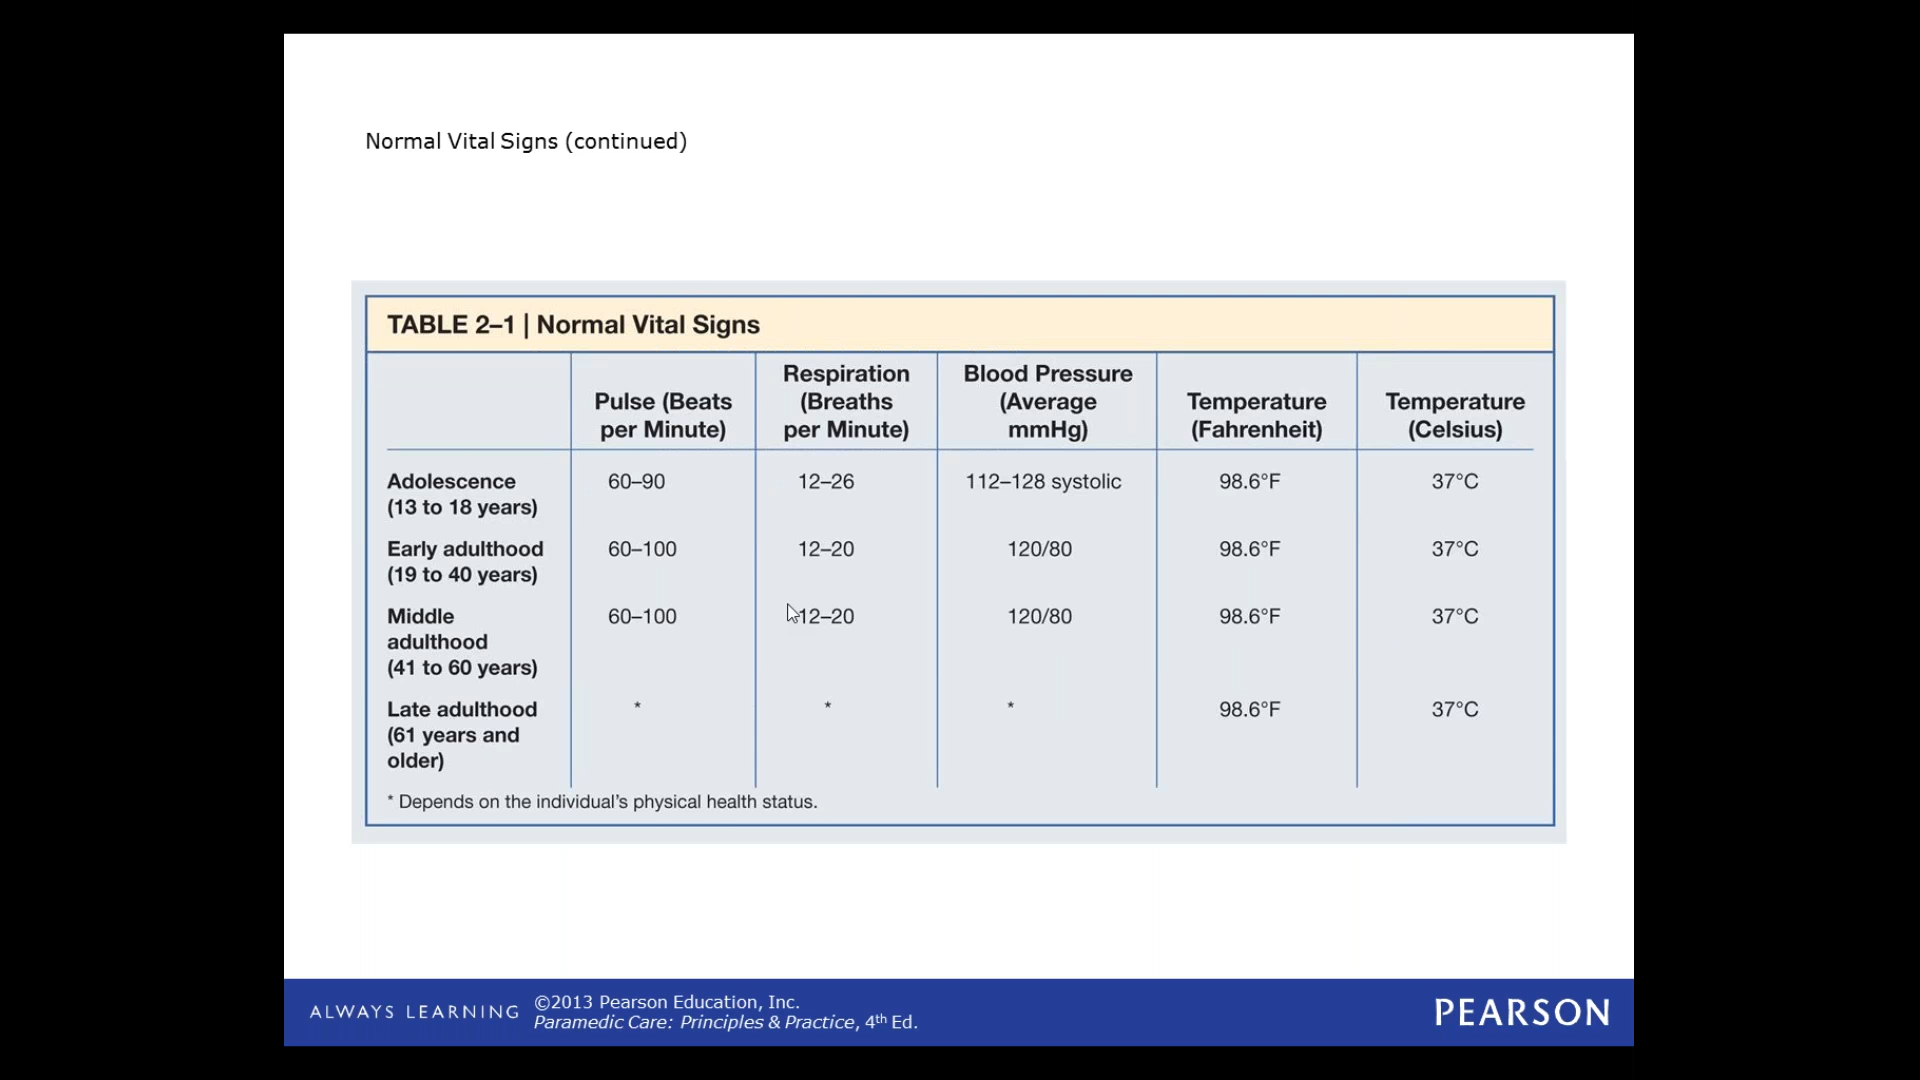 Normal Vital Signs (continued)
TABLE 2–1 | Normal Vital Signs
Pulse (Beats per Minute) Respiration (Breaths per Minute) Blood Pressure (Average mmHg) Temperature (Fahrenheit) Temperature (Celsius)
Adolescence 60–90 12–26 112–128 systolic 98.6°F 37°C
(13 to 18 years)
Early adulthood 60–100 12–20 120/80 98.6°F 37°C
(19 to 40 years)
Middle 60–100 12–20 120/80 98.6°F 37°C
adulthood
(41 to 60 years)
Late adulthood * * * 98.6°F 37°C
(61 years and
older)
* Depends on the individual’s physical health status.
ALWAYS LEARNING
©2013 Pearson Education, Inc.
Paramedic Care: Principles & Practice, 4th Ed.
PEARSON